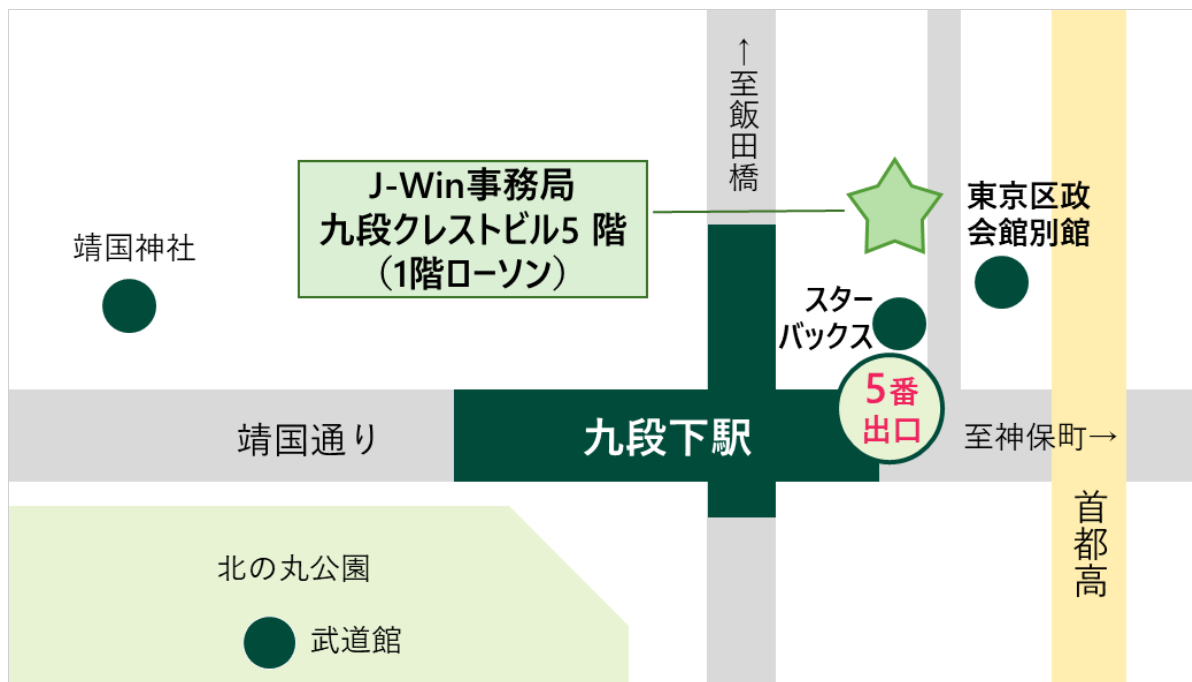 ↑至飯田橋
J-Win事務局
九段クレストビル5 階
（1階ローソン）
東京区政
会館別館
靖国神社
スター
バックス
5番
出口
靖国通り
九段下駅
至神保町→
首都高
北の丸公園
武道館